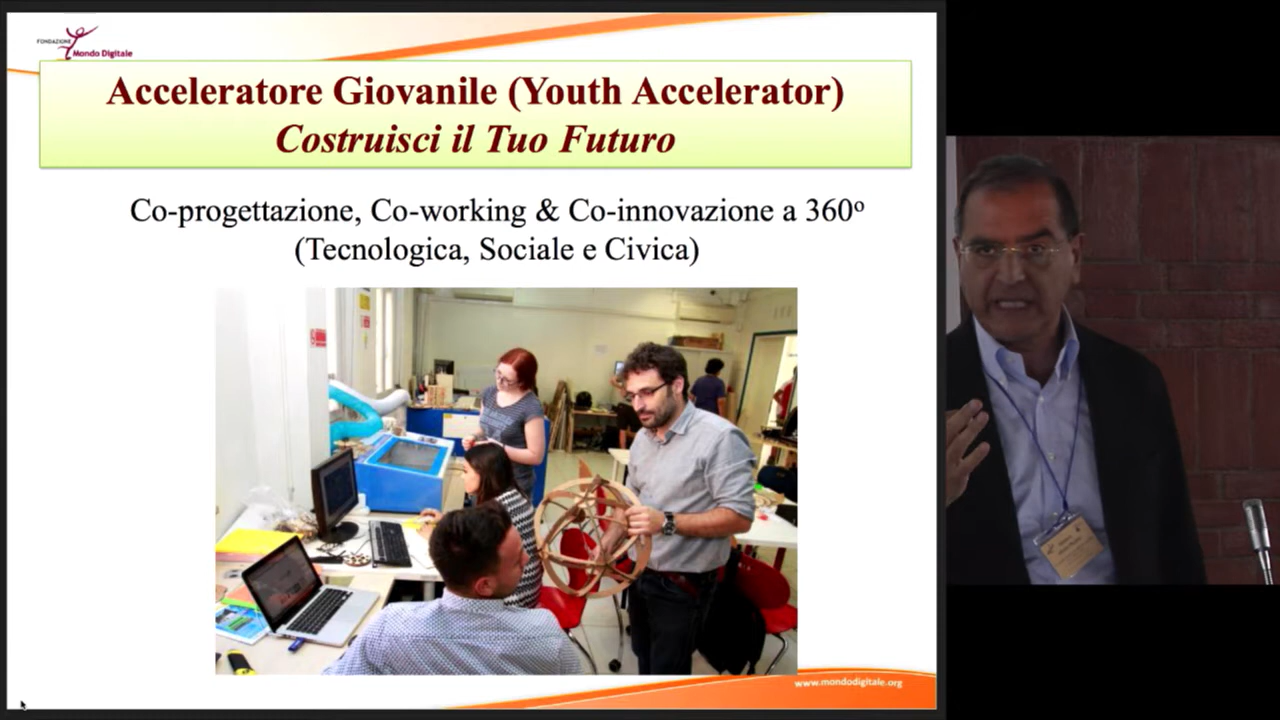 FONDAZIONE
Mondo Digitale
Acceleratore Giovanile (Youth Accelerator)
Costruisci il Tuo Futuro
Co-progettazione, Co-working & Co-innovazione a 360º
(Tecnologica, Sociale e Civica)
www.mondodigitale.org